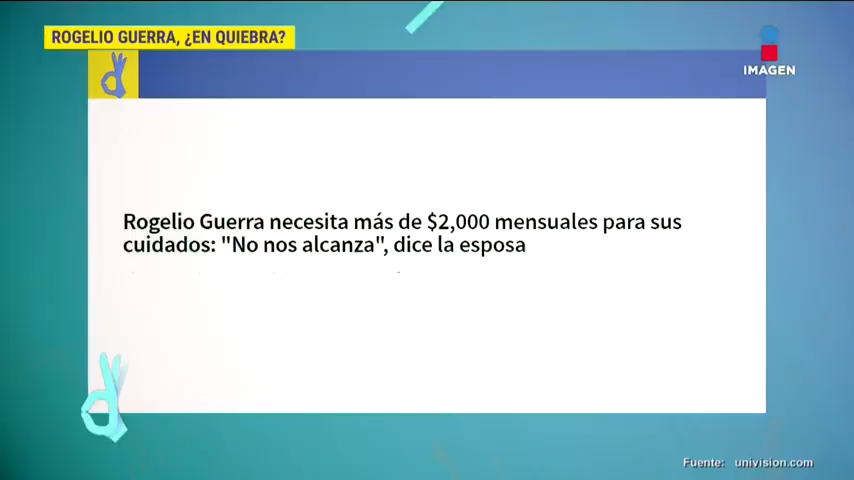 ROGELIO GUERRA, ¿EN QUIEBRA?
IMAGEN
Rogelio Guerra necesita más de $2,000 mensuales para sus
cuidados: "No nos alcanza", dice la esposa
Fuente: univision.com